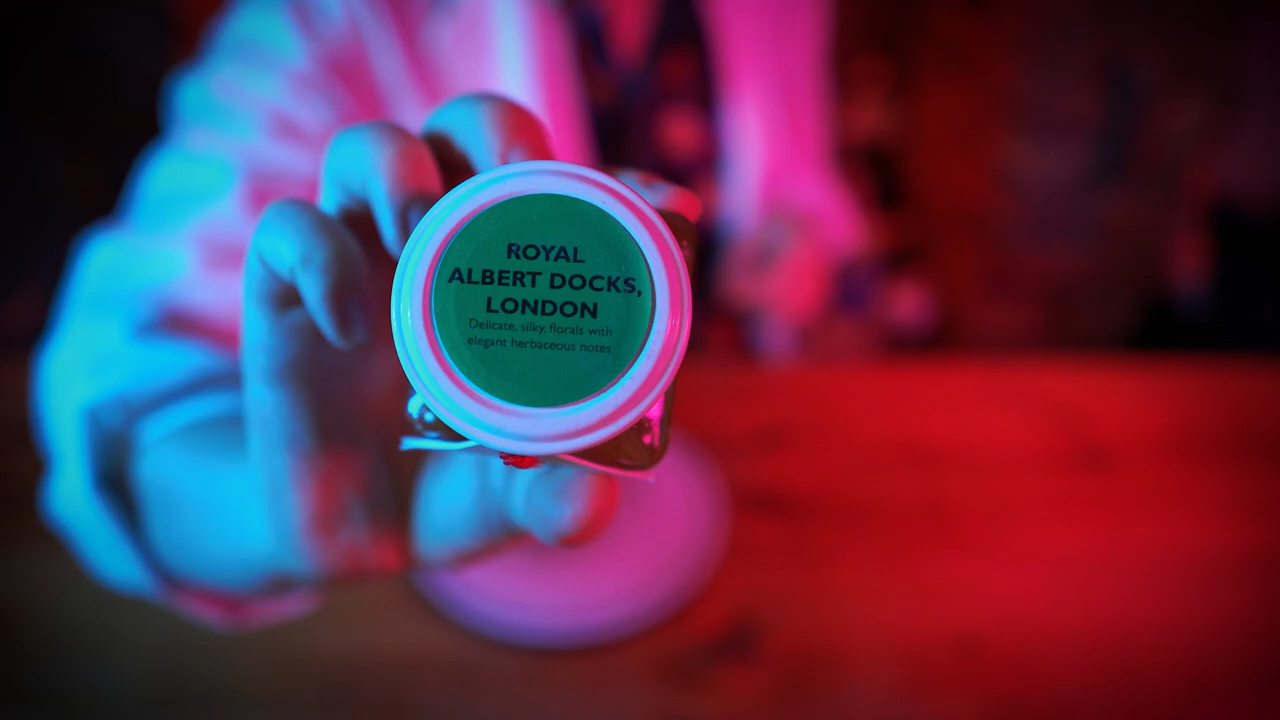 ROYAL
ALBERT DOCKS,
LONDON
Delicate, silky, florals with
elegant herbaceous notes